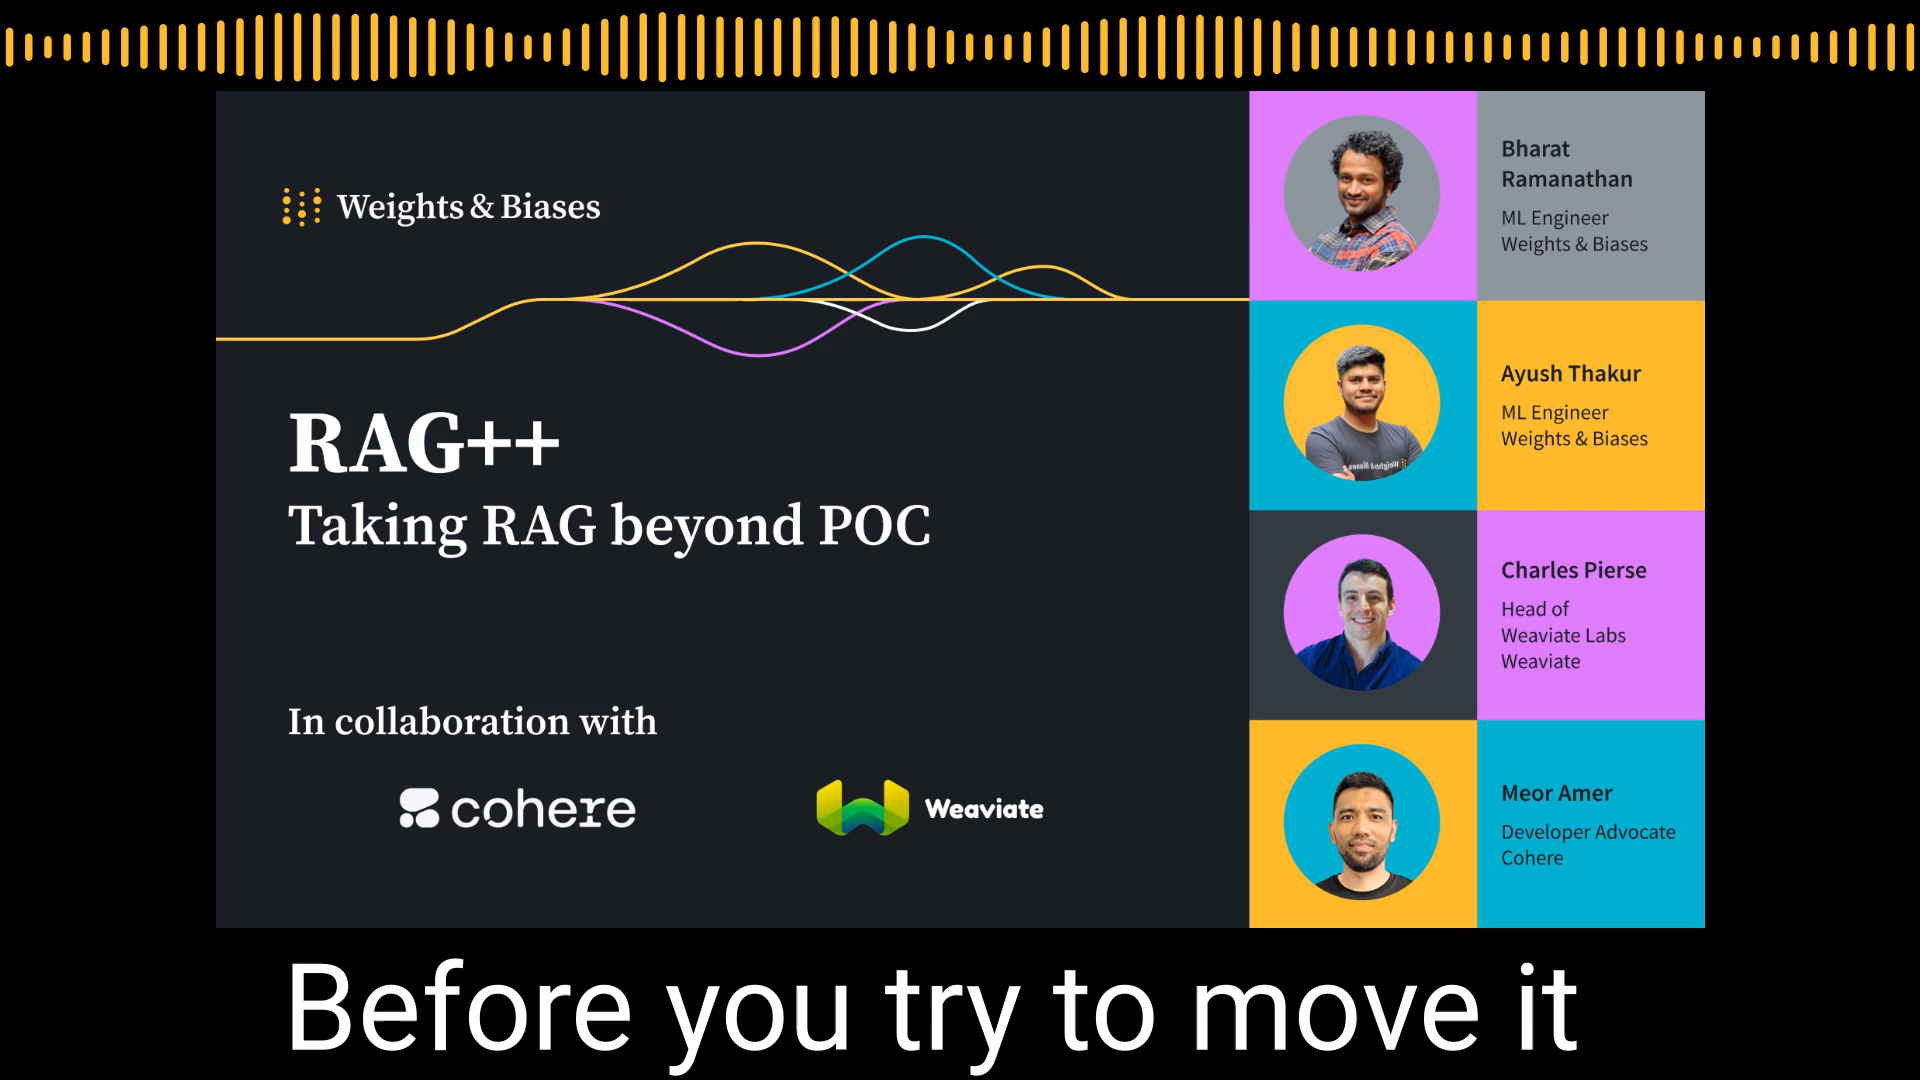 Weights & Biases
RAG++
Taking RAG beyond POC
In collaboration with
cohere
Weaviate
Bharat
Ramanathan
ML Engineer
Weights & Biases
Ayush Thakur
ML Engineer
Weights & Biases
Charles Pierse
Head of
Weaviate Labs
Weaviate
Meor Amer
Developer Advocate
Cohere
Before you try to move it